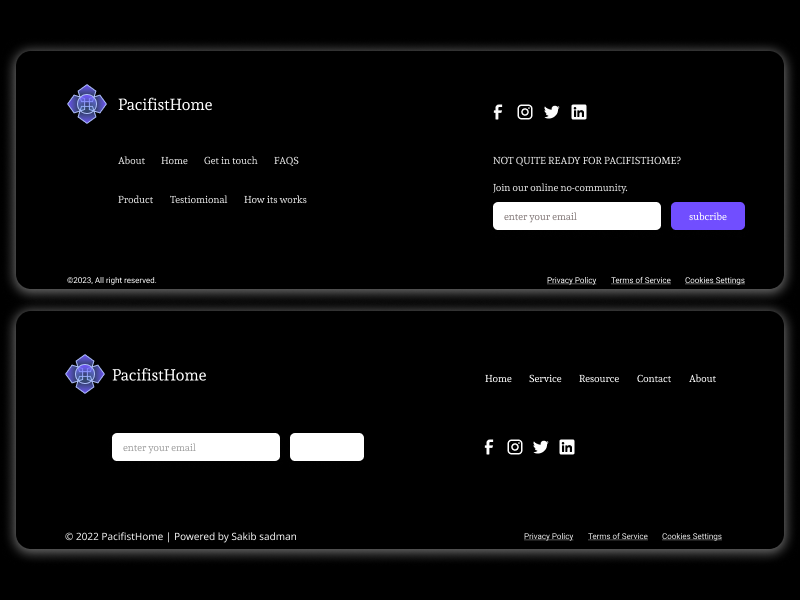 PacifistHome
About Home Get in touch FAQS
Product Testiomional How its works
NOT QUITE READY FOR PACIFISTHOME?
Join our online no-community.
enter your email subcribe
©2023, All right reserved.
Privacy Policy Terms of Service Cookies Settings
PacifistHome
Home Service Resource Contact About
enter your email
© 2022 PacifistHome | Powered by Sakib sadman
Privacy Policy Terms of Service Cookies Settings